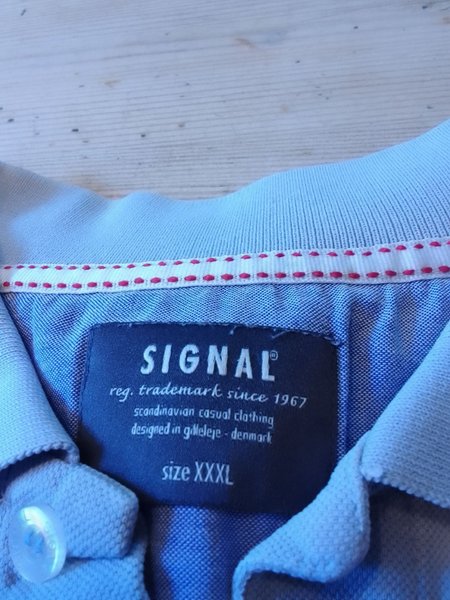 SIGNAL®
reg. trademark since 1967
scandinavian casual clothing
designed in gilleleje - denmark
size XXXL